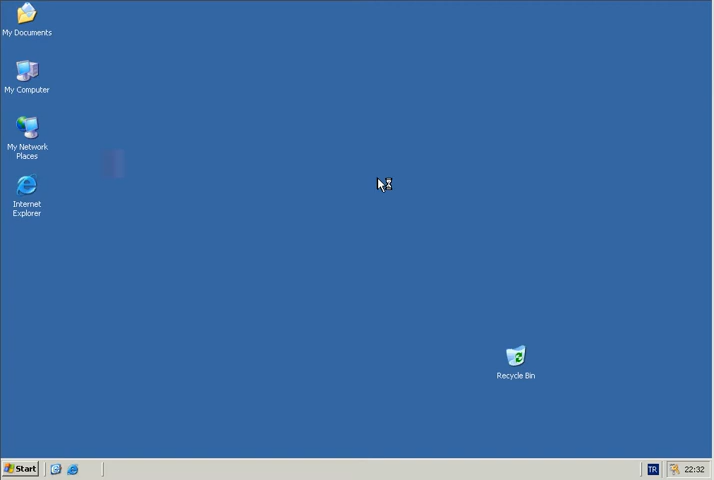 My Documents
My Computer
My Network
Places
Internet
Explorer
Recycle Bin
Start
TR
22:32